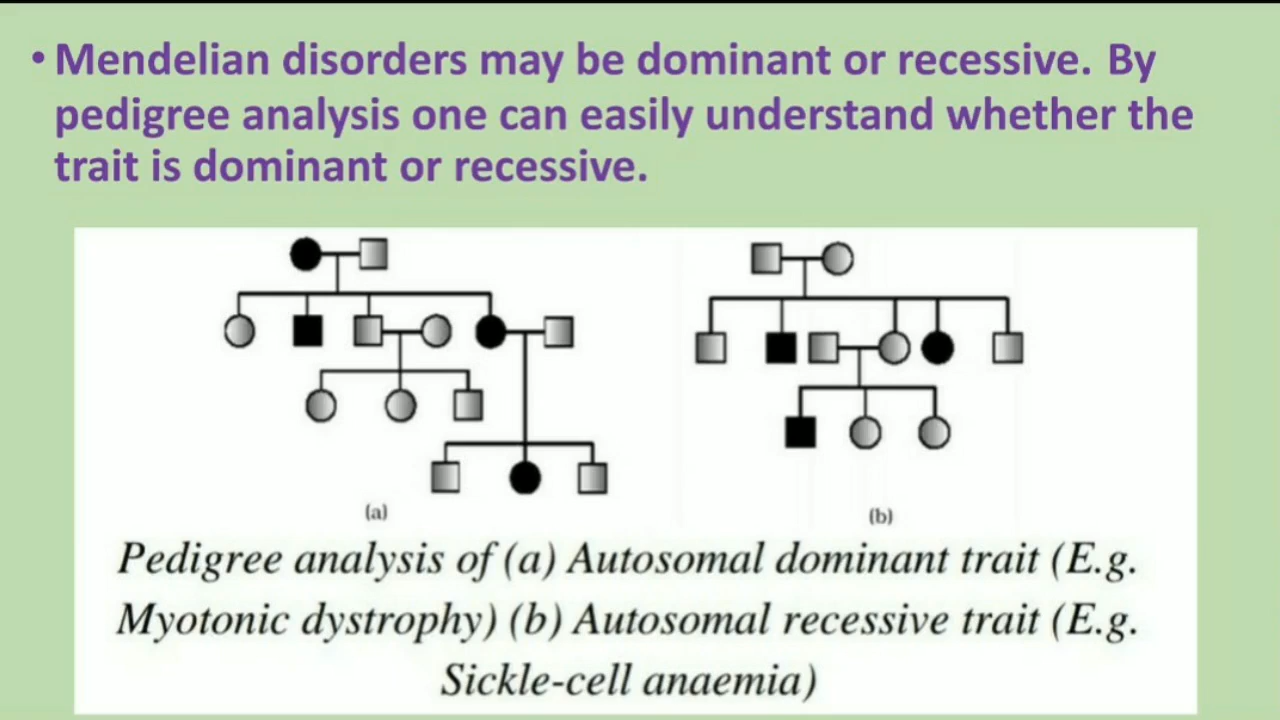 • Mendelian disorders may be dominant or recessive. By
pedigree analysis one can easily understand whether the
trait is dominant or recessive.
(a)
(b)
Pedigree analysis of (a) Autosomal dominant trait (E.g.
Myotonic dystrophy) (b) Autosomal recessive trait (E.g.
Sickle-cell anaemia)